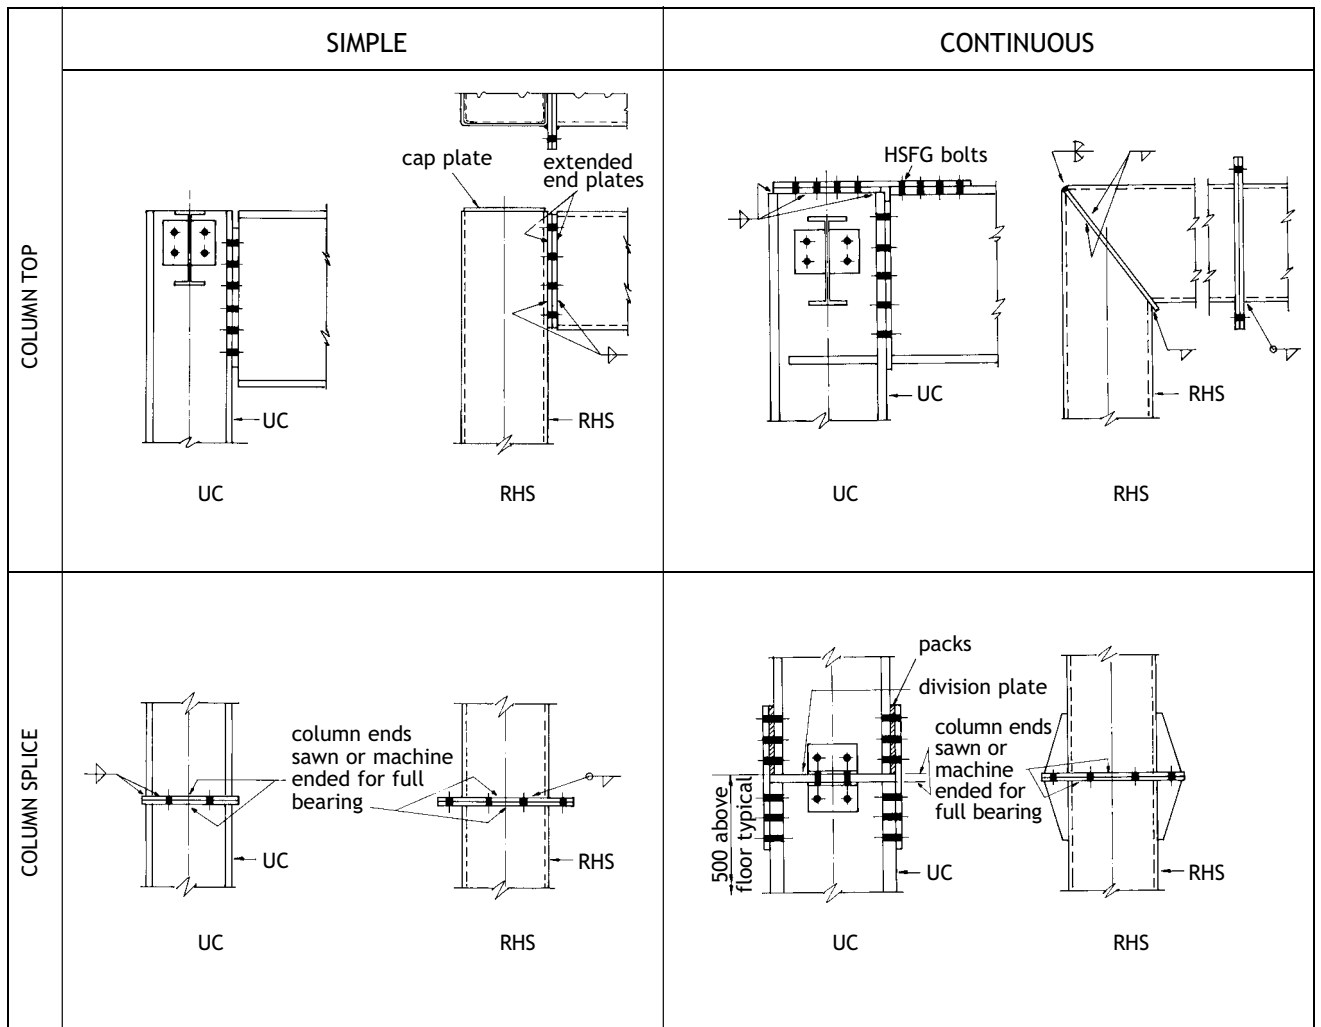 SIMPLE
CONTINUOUS
COLUMN TOP
cap plate
extended
end plates
UC
RHS
UC
RHS
HSFG bolts
UC
RHS
UC
RHS
COLUMN SPLICE
column ends
sawn or machine
ended for full
bearing
UC
RHS
UC
RHS
packs
division plate
column ends
sawn or
machine
ended for
full bearing
500 above
floor typical
UC
RHS
UC
RHS